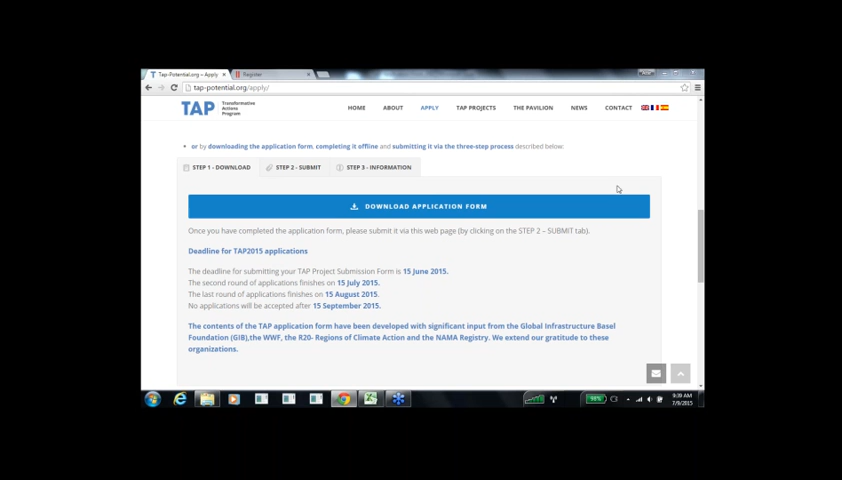 Tap-Potential.org – Apply
Register
tap-potential.org/apply/
TAP Transformative Actions Program
HOME ABOUT APPLY TAP PROJECTS THE PAVILION NEWS CONTACT
or by downloading the application form, completing it offline and submitting it via the three-step process described below:
STEP 1 - DOWNLOAD STEP 2 - SUBMIT STEP 3 - INFORMATION
DOWNLOAD APPLICATION FORM
Once you have completed the application form, please submit it via this web page (by clicking on the STEP 2 – SUBMIT tab).
Deadline for TAP2015 applications
The deadline for submitting your TAP Project Submission Form is 15 June 2015.
The second round of applications finishes on 15 July 2015.
The last round of applications finishes on 15 August 2015.
No applications will be accepted after 15 September 2015.
The contents of the TAP application form have been developed with significant input from the Global Infrastructure Basel
Foundation (GIB),the WWF, the R20- Regions of Climate Action and the NAMA Registry. We extend our gratitude to these
organizations.
98%
9:39 AM
7/9/2015